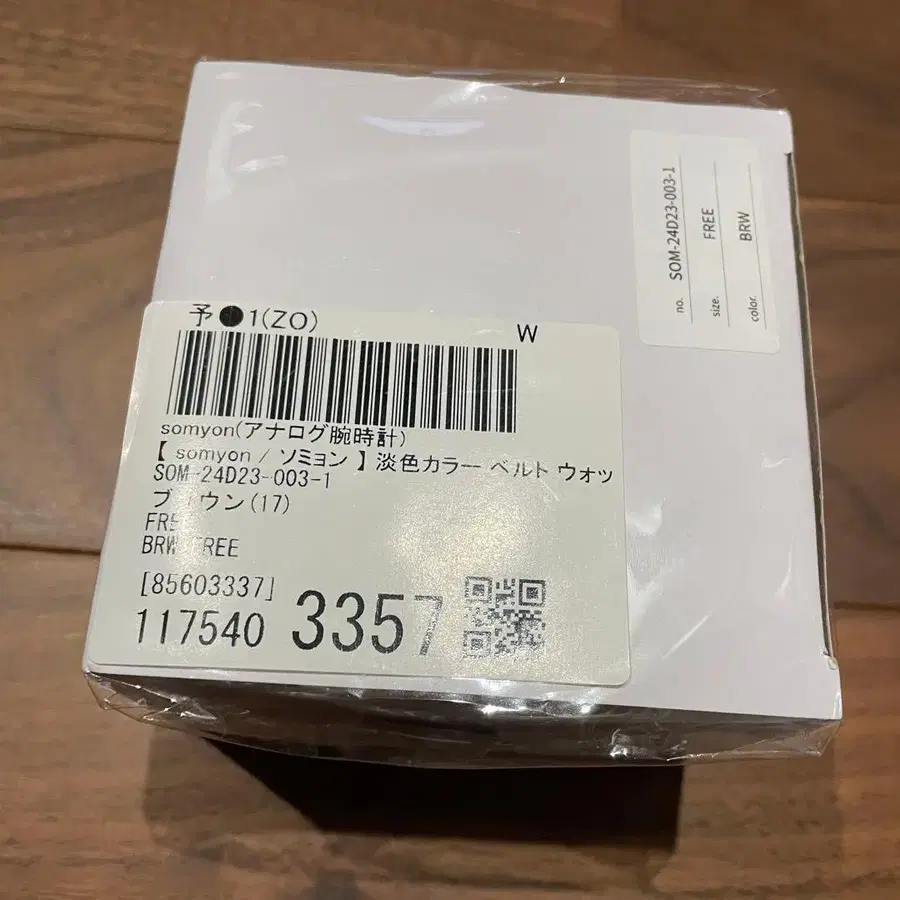 予●1(ZO)
W
somyon(アナログ腕時計)
【 somyon / ソミョン 】淡色カラー ベルト ウォッ
SOM-24D23-003-1
ブラウン(17)
FREE
BRW FREE
[85603337]
117540 3357
no. SOM-24D23-003-1
size. FREE
color. BRW